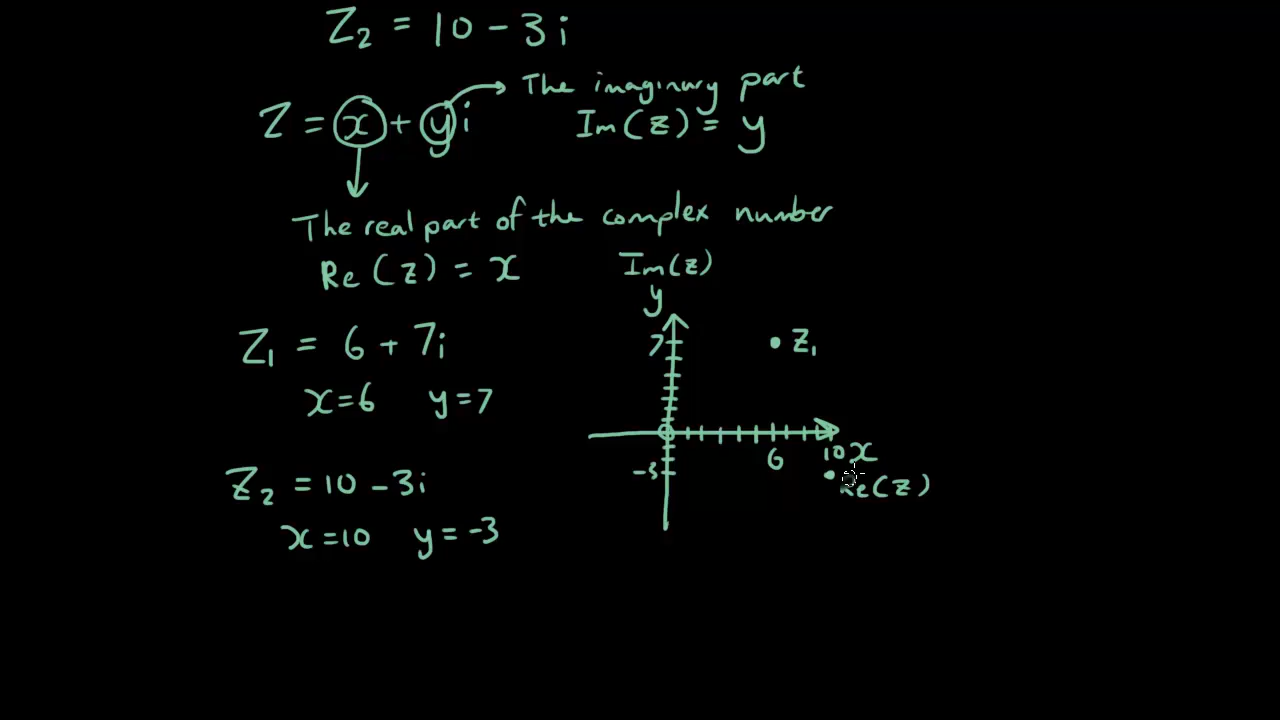 Z₂ = 10 - 3i
Z = x + yi → The imaginary part
Im(z) = y
The real part of the complex number
Re(z) = x
Im(z)
y
Z₁ = 6 + 7i
7
Z₁
x=6 y=7
6
10 x
-3
Re(z)
Z₂ = 10 - 3i
x=10 y=-3